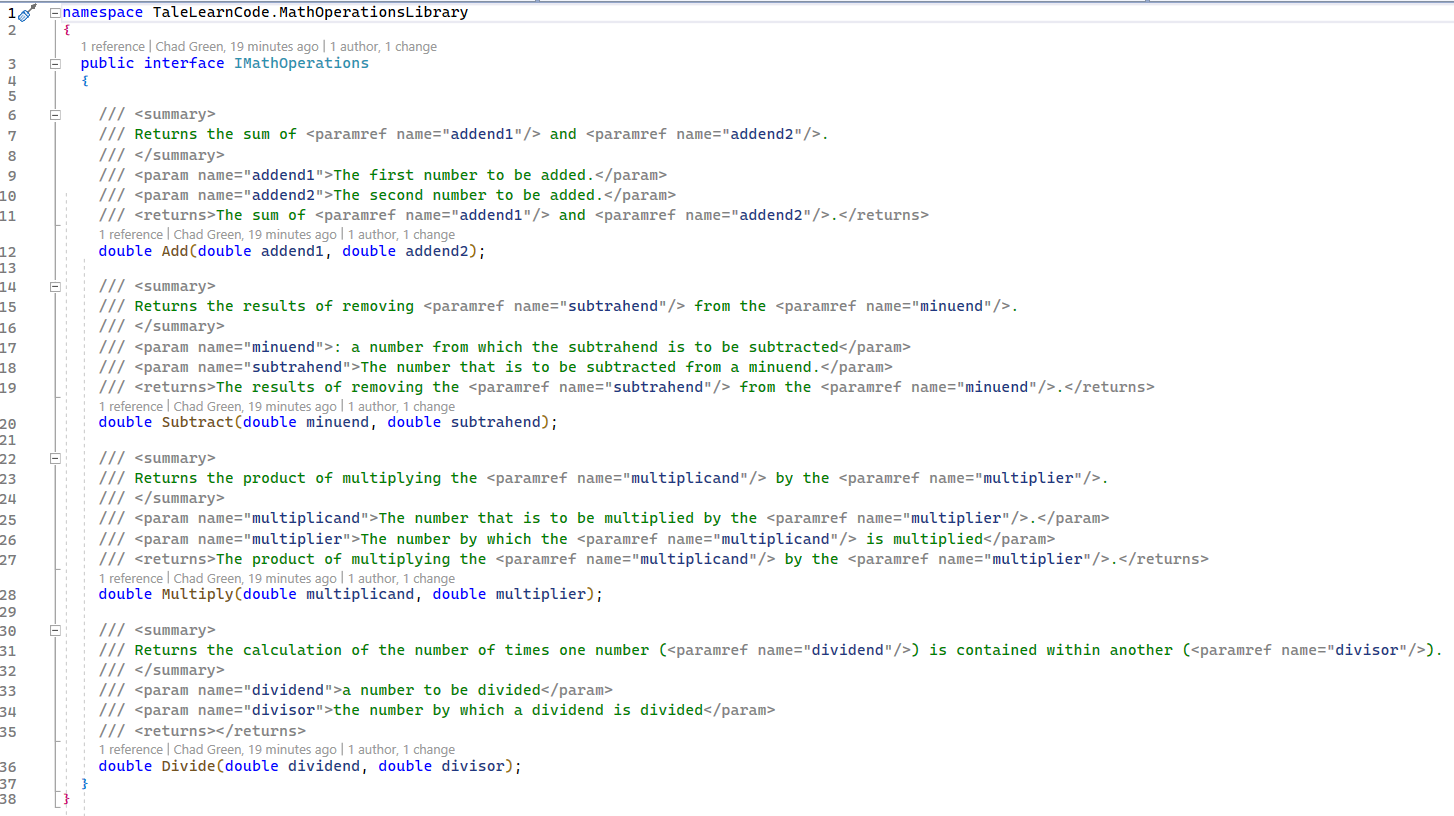 1 namespace TaleLearnCode.MathOperationsLibrary
2 {
1 reference | Chad Green, 19 minutes ago | 1 author, 1 change
3 public interface IMathOperations
4 {
5
6 /// <summary>
7 /// Returns the sum of <paramref name="addend1"/> and <paramref name="addend2"/>.
8 /// </summary>
9 /// <param name="addend1">The first number to be added.</param>
10 /// <param name="addend2">The second number to be added.</param>
11 /// <returns>The sum of <paramref name="addend1"/> and <paramref name="addend2"/>.</returns>
1 reference | Chad Green, 19 minutes ago | 1 author, 1 change
12 double Add(double addend1, double addend2);
13
14 /// <summary>
15 /// Returns the results of removing <paramref name="subtrahend"/> from the <paramref name="minuend"/>.
16 /// </summary>
17 /// <param name="minuend">: a number from which the subtrahend is to be subtracted</param>
18 /// <param name="subtrahend">The number that is to be subtracted from a minuend.</param>
19 /// <returns>The results of removing the <paramref name="subtrahend"/> from the <paramref name="minuend"/>.</returns>
1 reference | Chad Green, 19 minutes ago | 1 author, 1 change
20 double Subtract(double minuend, double subtrahend);
21
22 /// <summary>
23 /// Returns the product of multiplying the <paramref name="multiplicand"/> by the <paramref name="multiplier"/>.
24 /// </summary>
25 /// <param name="multiplicand">The number that is to be multiplied by the <paramref name="multiplier"/>.</param>
26 /// <param name="multiplier">The number by which the <paramref name="multiplicand"/> is multiplied</param>
27 /// <returns>The product of multiplying the <paramref name="multiplicand"/> by the <paramref name="multiplier"/>.</returns>
1 reference | Chad Green, 19 minutes ago | 1 author, 1 change
28 double Multiply(double multiplicand, double multiplier);
29
30 /// <summary>
31 /// Returns the calculation of the number of times one number (<paramref name="dividend"/>) is contained within another (<paramref name="divisor"/>).
32 /// </summary>
33 /// <param name="dividend">a number to be divided</param>
34 /// <param name="divisor">the number by which a dividend is divided</param>
35 /// <returns></returns>
1 reference | Chad Green, 19 minutes ago | 1 author, 1 change
36 double Divide(double dividend, double divisor);
37 }
38 }